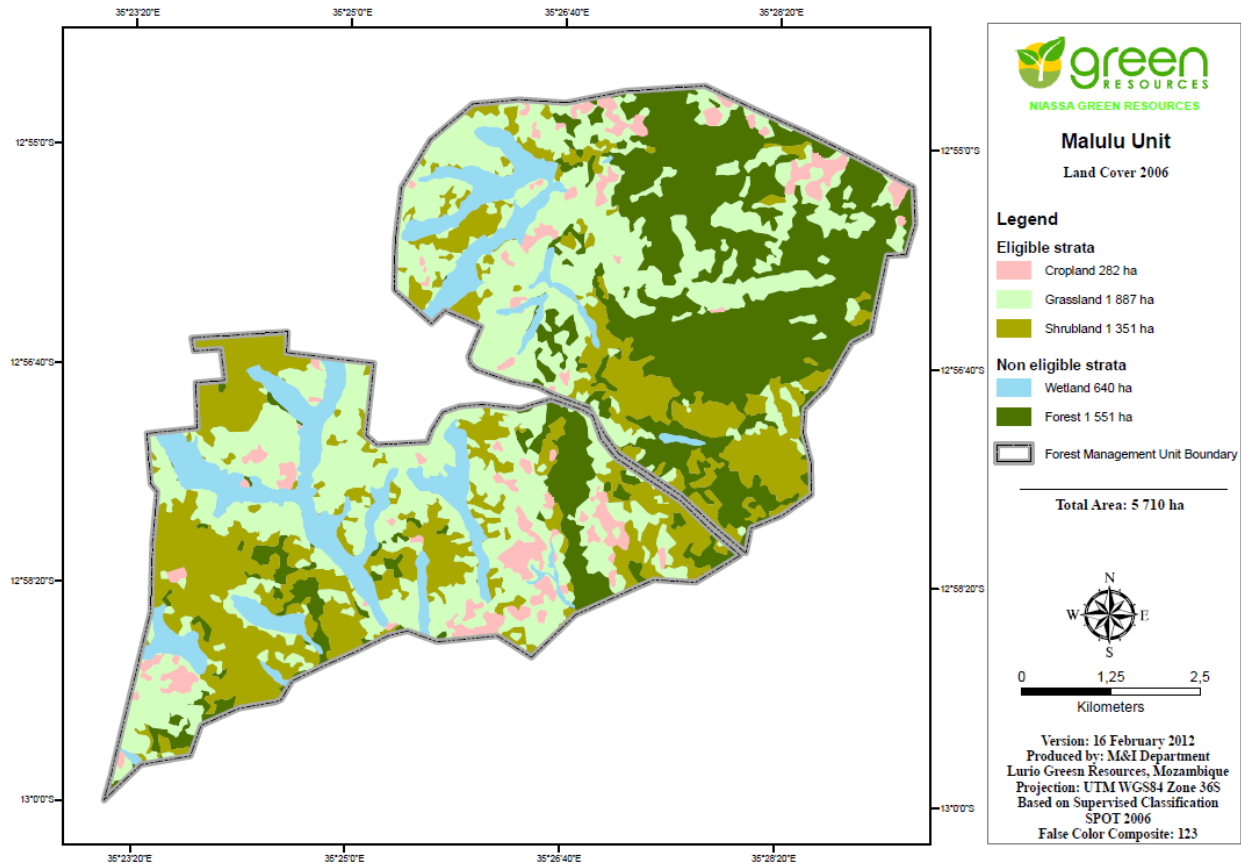 35°23'20"E 35°25'0"E 35°26'40"E 35°28'20"E
12°55'0"S
12°55'0"S
12°56'40"S
12°56'40"S
12°58'20"S
12°58'20"S
13°0'0"S
13°0'0"S
35°23'20"E 35°25'0"E 35°26'40"E 35°28'20"E
green
RESOURCES
NIASSA GREEN RESOURCES
Malulu Unit
Land Cover 2006
Legend
Eligible strata
Cropland 282 ha
Grassland 1 887 ha
Shrubland 1 351 ha
Non eligible strata
Wetland 640 ha
Forest 1 551 ha
Forest Management Unit Boundary
Total Area: 5 710 ha
N
W E
S
0 1,25 2,5
Kilometers
Version: 16 February 2012
Produced by: M&I Department
Lurio Greesn Resources, Mozambique
Projection: UTM WGS84 Zone 36S
Based on Supervised Classification
SPOT 2006
False Color Composite: 123